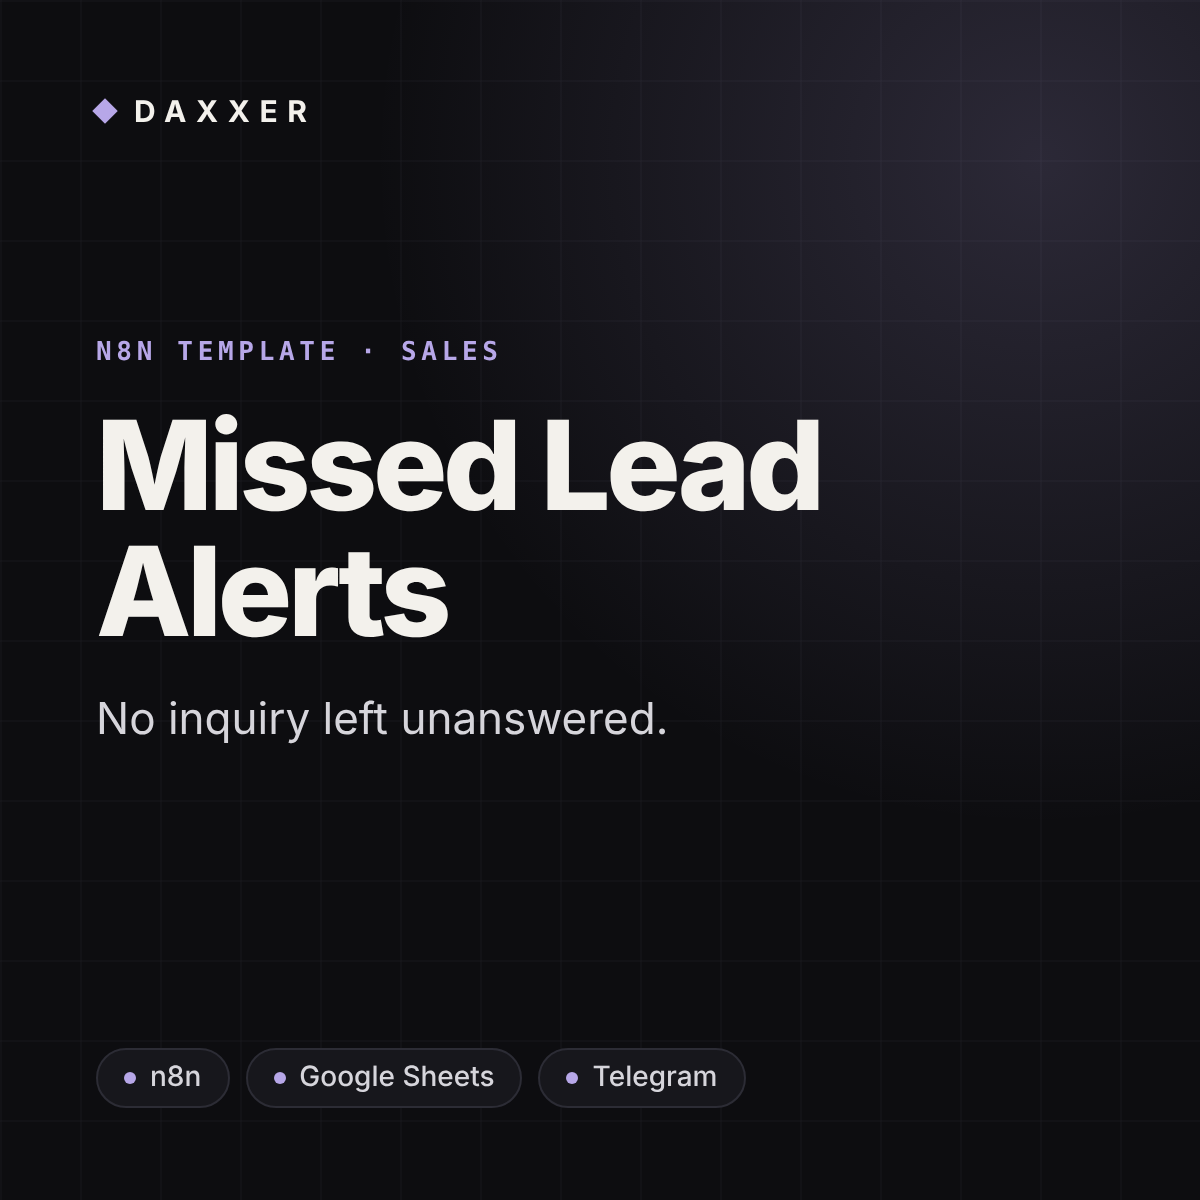 DAXXER
N8N TEMPLATE · SALES
Missed Lead
Alerts
No inquiry left unanswered.
n8n
Google Sheets
Telegram